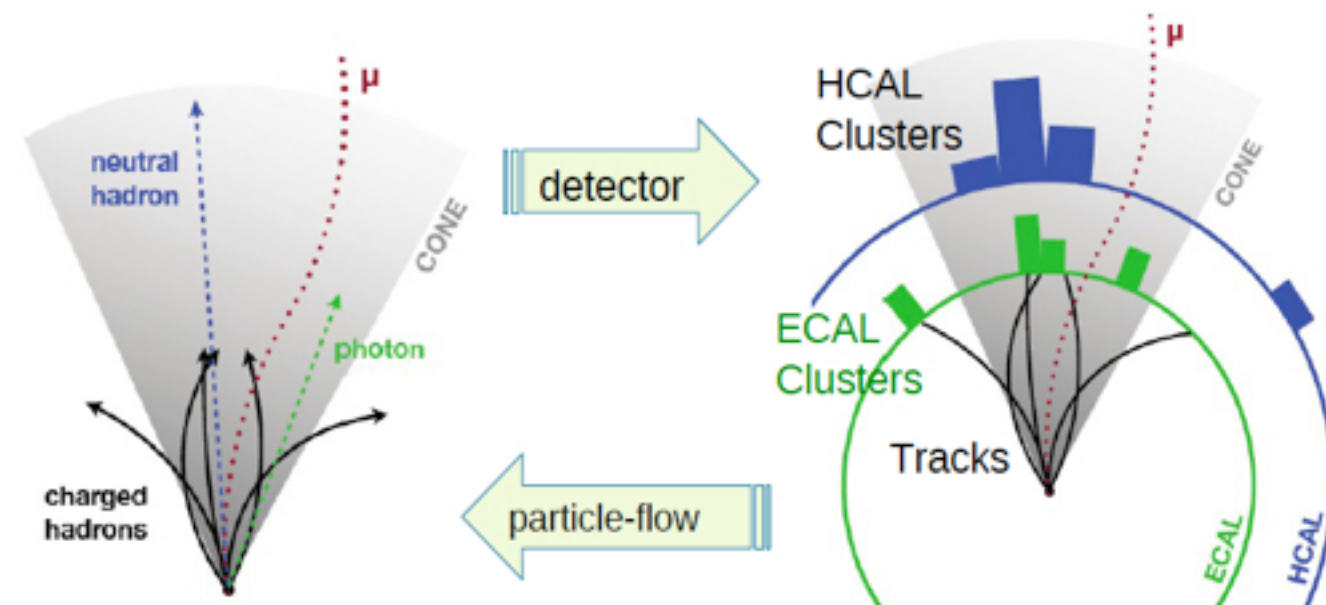 μ
neutral
hadron
CONE
photon
charged
hadrons
detector
particle-flow
μ
HCAL
Clusters
CONE
ECAL
Clusters
Tracks
ECAL
HCAL